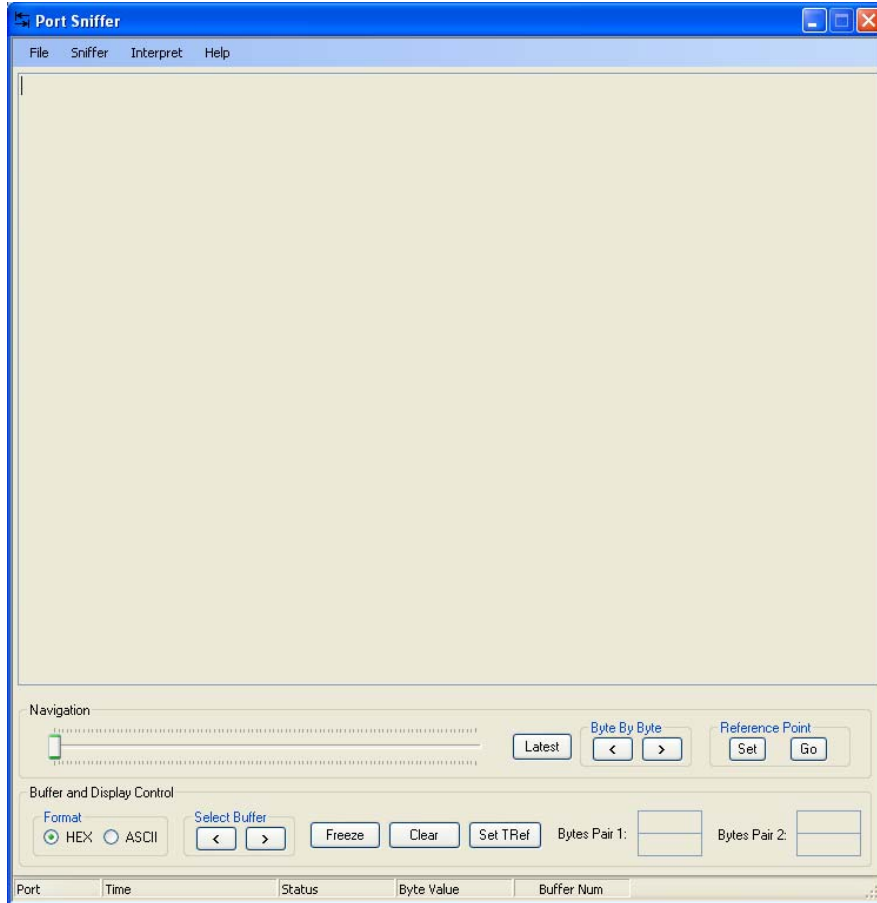 Port Sniffer
File Sniffer Interpret Help
Navigation
Latest
Byte By Byte
< >
Reference Point
Set Go
Buffer and Display Control
Format
HEX ASCII
Select Buffer
< >
Freeze Clear Set TRef Bytes Pair 1: Bytes Pair 2:
Port Time Status Byte Value Buffer Num